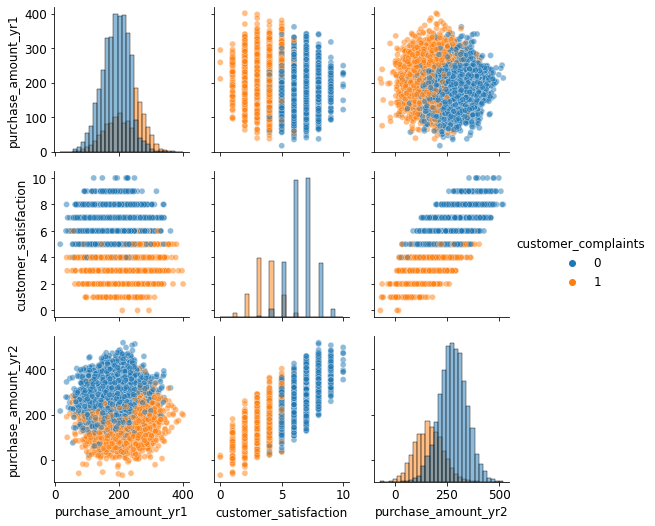 purchase_amount_yr1
400
300
200
100
0
customer_satisfaction
10
8
6
4
2
0
customer_complaints
0
1
purchase_amount_yr2
400
200
0
0 200 400
0 5 10
0 250 500
purchase_amount_yr1 customer_satisfaction purchase_amount_yr2